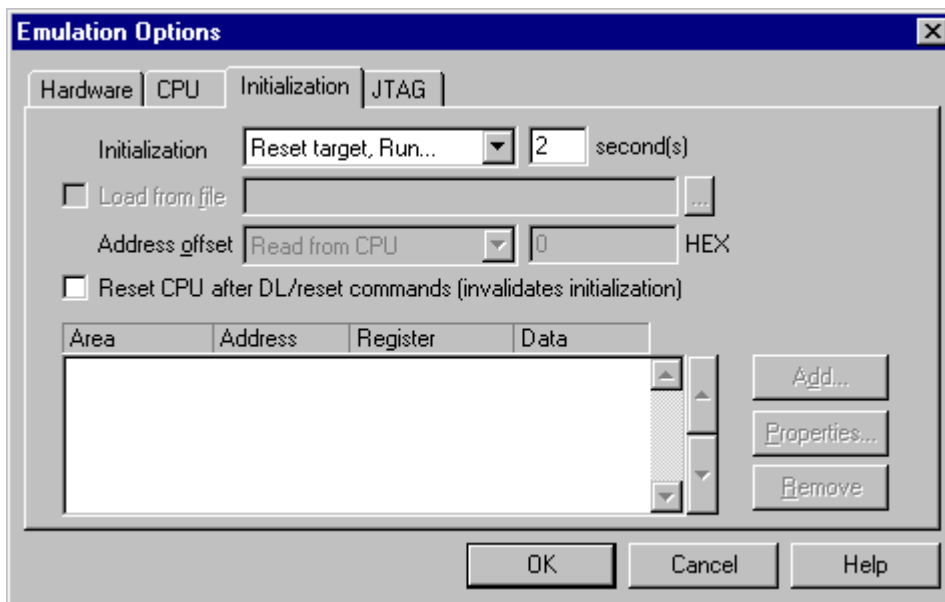 Emulation Options
Hardware CPU Initialization JTAG
Initialization Reset target, Run... 2 second(s)
Load from file ...
Address offset Read from CPU 0 HEX
Reset CPU after DL/reset commands (invalidates initialization)
Area Address Register Data
Add...
Properties...
Remove
OK Cancel Help